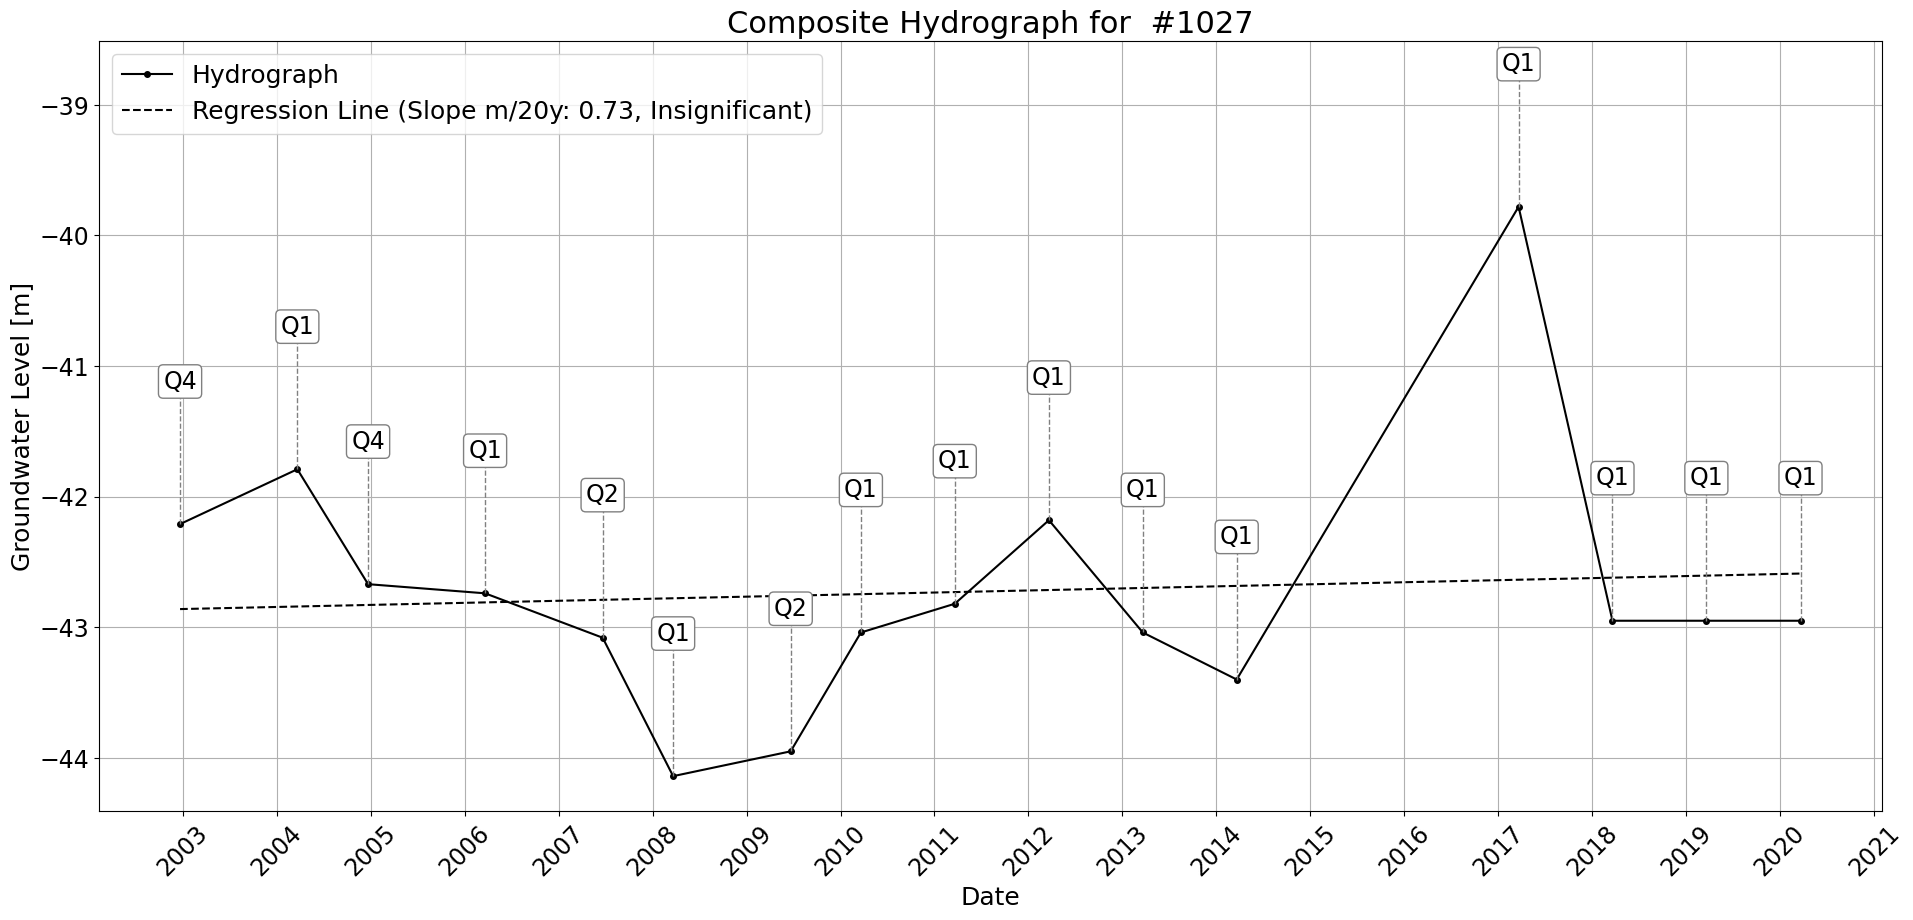 Composite Hydrograph for  #1027
Hydrograph
Regression Line (Slope m/20y: 0.73, Insignificant)
Groundwater Level [m]
−39
−40
−41
−42
−43
−44
Q4
Q1
Q4
Q1
Q2
Q1
Q2
Q1
Q1
Q1
Q1
Q1
Q1
Q1
Q1
Q1
2003
2004
2005
2006
2007
2008
2009
2010
2011
2012
2013
2014
2015
2016
2017
2018
2019
2020
2021
Date